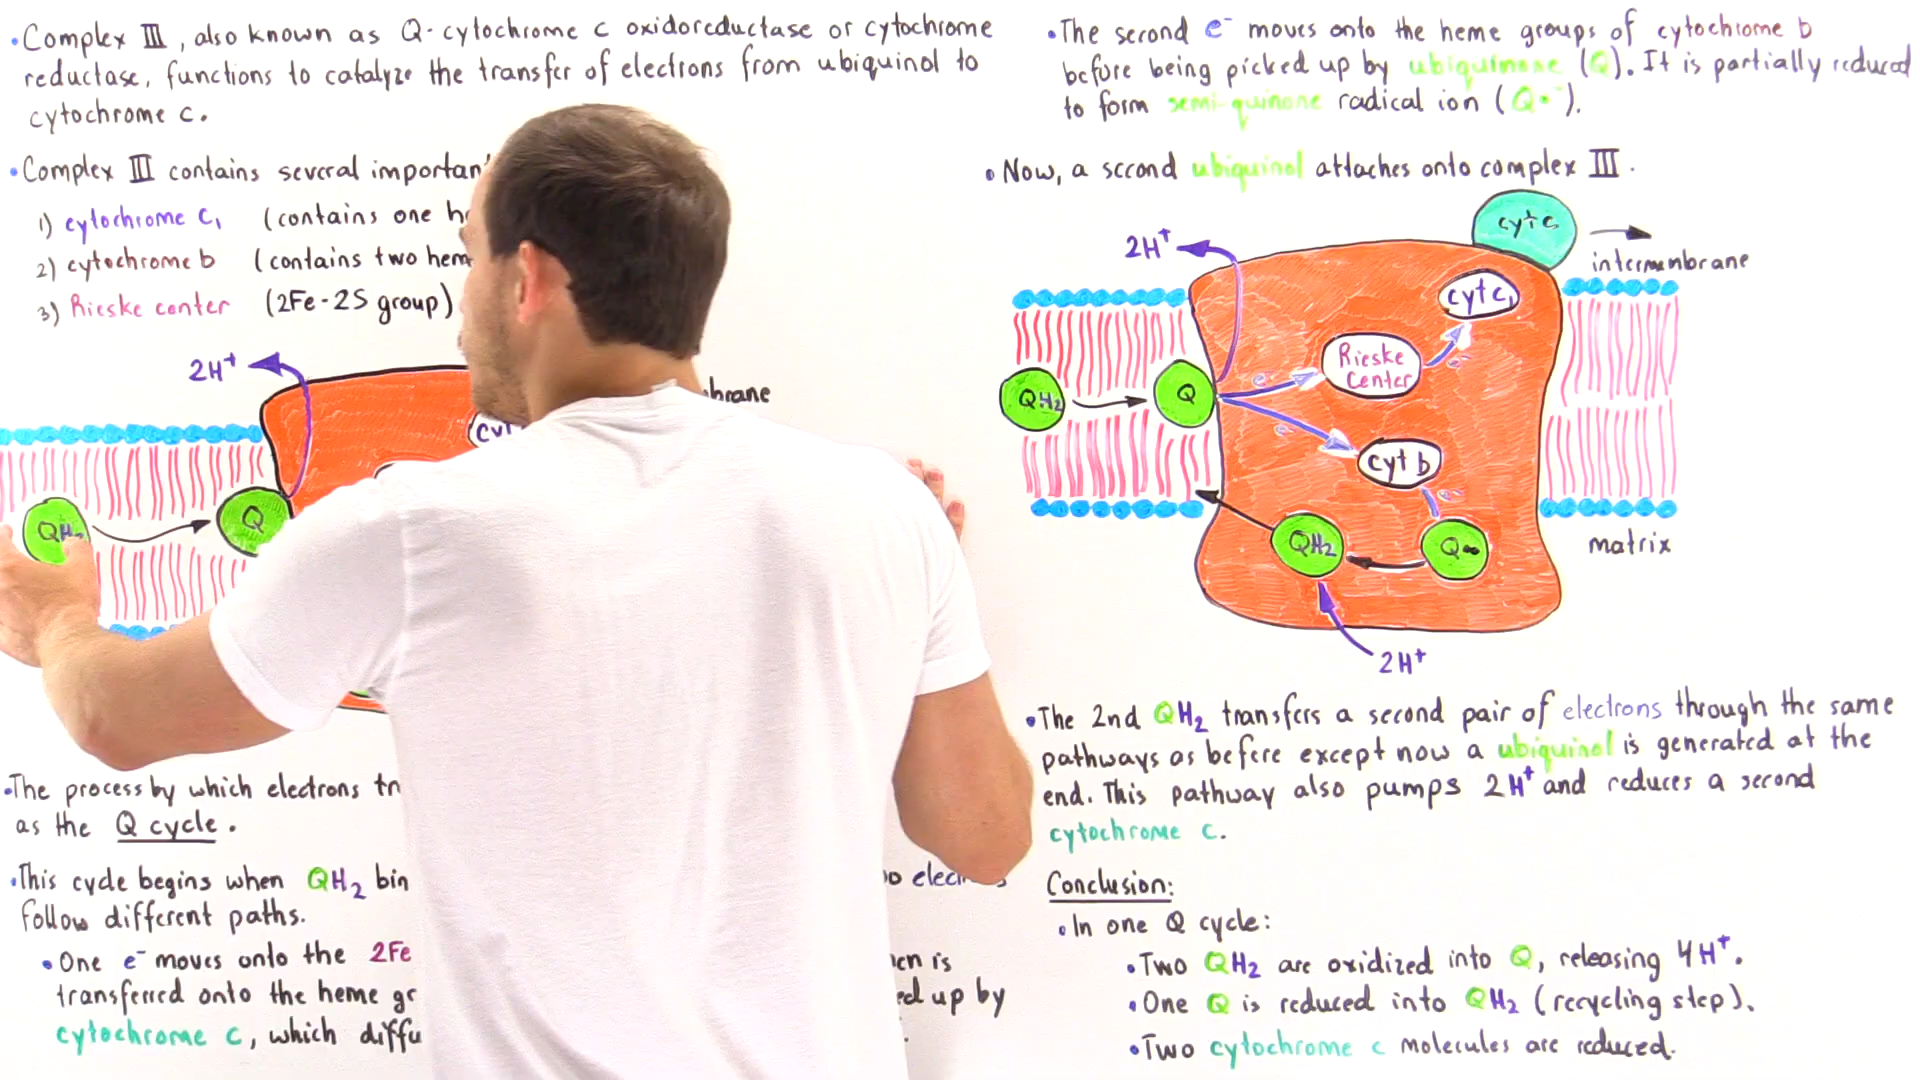 • Complex III, also known as Q-cytochrome c oxidoreductase or cytochrome
reductase, functions to catalyze the transfer of electrons from ubiquinol to
cytochrome c.
• Complex III contains several important
1) cytochrome c₁ (contains one
2) cytochrome b (contains two hem
3) Rieske center (2Fe-2S group)
2H⁺
brane
cyt
QH₂
Q
• The process by which electrons tr
as the Q cycle.
• This cycle begins when QH₂ bin
follow different paths.
• One e⁻ moves onto the 2Fe
transferred onto the heme gr
cytochrome c, which diffu
is
ed up by
• The second e⁻ moves onto the heme groups of cytochrome b
before being picked up by ubiquinone (Q). It is partially reduced
to form semi-quinone radical ion (Q•⁻).
• Now, a second ubiquinol attaches onto complex III.
cyt c
2H⁺
intermembrane
cyt c₁
Rieske
Center
e⁻
e⁻
QH₂
Q
e⁻
cyt b
e⁻
QH₂
Q•⁻
matrix
2H⁺
• The 2nd QH₂ transfers a second pair of electrons through the same
pathways as before except now a ubiquinol is generated at the
end. This pathway also pumps 2H⁺ and reduces a second
cytochrome c.
Conclusion:
• In one Q cycle:
• Two QH₂ are oxidized into Q, releasing 4H⁺.
• One Q is reduced into QH₂ (recycling step).
• Two cytochrome c molecules are reduced.